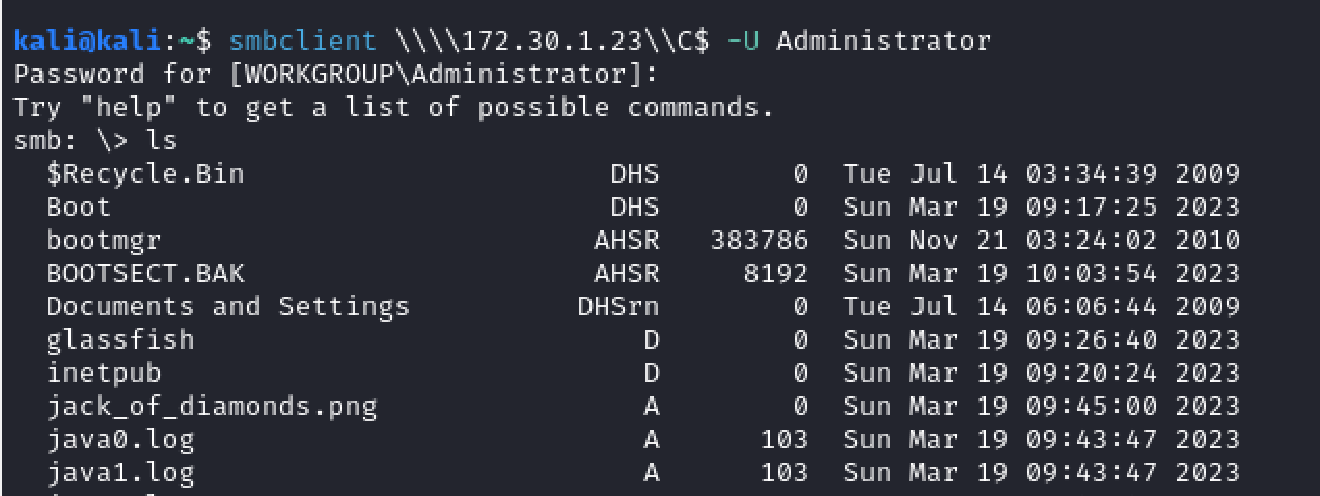 kali@kali:~$ smbclient \\\\172.30.1.23\\C$ -U Administrator
Password for [WORKGROUP\Administrator]:
Try "help" to get a list of possible commands.
smb: \> ls
  $Recycle.Bin                      DHS        0  Tue Jul 14 03:34:39 2009
  Boot                              DHS        0  Sun Mar 19 09:17:25 2023
  bootmgr                          AHSR   383786  Sun Nov 21 03:24:02 2010
  BOOTSECT.BAK                     AHSR     8192  Sun Mar 19 10:03:54 2023
  Documents and Settings          DHSrn        0  Tue Jul 14 06:06:44 2009
  glassfish                           D        0  Sun Mar 19 09:26:40 2023
  inetpub                             D        0  Sun Mar 19 09:20:24 2023
  jack_of_diamonds.png                A        0  Sun Mar 19 09:45:00 2023
  java0.log                           A      103  Sun Mar 19 09:43:47 2023
  java1.log                           A      103  Sun Mar 19 09:43:47 2023